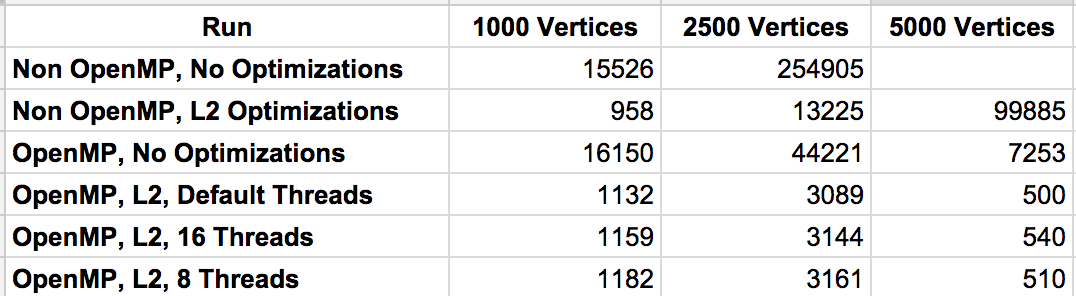 Run 1000 Vertices 2500 Vertices 5000 Vertices
Non OpenMP, No Optimizations 15526 254905
Non OpenMP, L2 Optimizations 958 13225 99885
OpenMP, No Optimizations 16150 44221 7253
OpenMP, L2, Default Threads 1132 3089 500
OpenMP, L2, 16 Threads 1159 3144 540
OpenMP, L2, 8 Threads 1182 3161 510